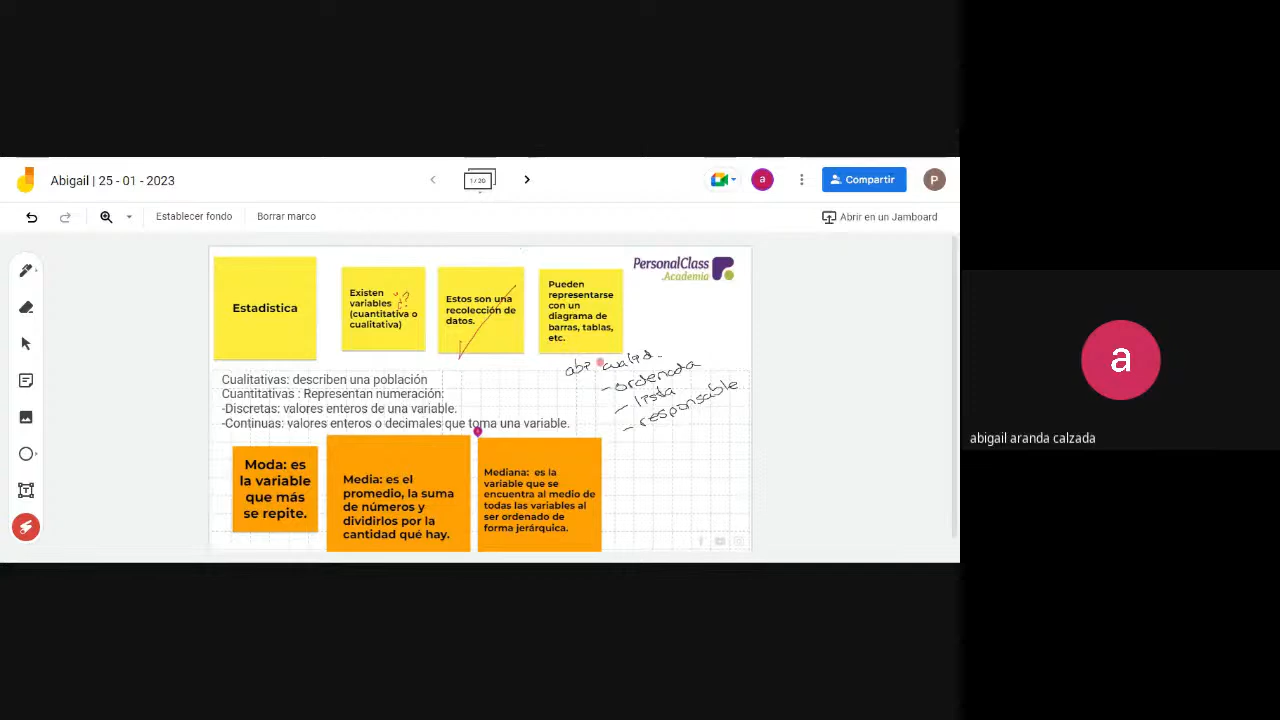 Abigail | 25 - 01 - 2023
1 / 20
a
Compartir
P
Establecer fondo
Borrar marco
Abrir en un Jamboard
PersonalClass
.Academia
Estadistica
Existen
variables ¿?
(cuantitativa o
cualitativa)
Estos son una
recolección de
datos.
Pueden
representarse
con un
diagrama de
barras, tablas,
etc.
abi cualid.
- ordenada
- lista
- responsable
Cualitativas: describen una población
Cuantitativas : Representan numeración:
-Discretas: valores enteros de una variable.
-Continuas: valores enteros o decimales que toma una variable.
Moda: es
la variable
que más
se repite.
Media: es el
promedio, la suma
de números y
dividirlos por la
cantidad qué hay.
Mediana: es la
variable que se
encuentra al medio de
todas las variables al
ser ordenado de
forma jerárquica.
a
abigail aranda calzada